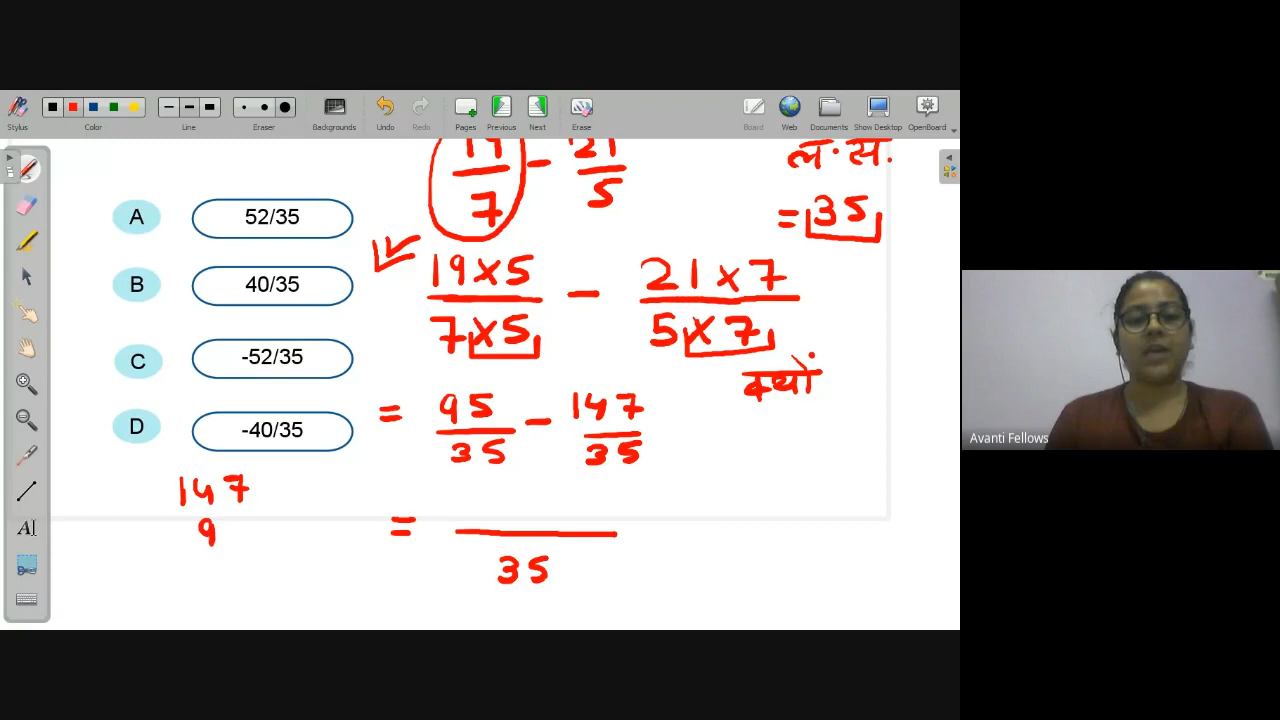 Stylus
Color
Line
Eraser
Backgrounds
Undo
Redo
Pages
Previous
Next
Erase
Board
Web
Documents
Show Desktop
OpenBoard
19/7 - 21/5
ल. स.
= 35
A 52/35
B 40/35
C -52/35
D -40/35
19×5/7×5 - 21×7/5×7
क्यों
= 95/35 - 147/35
147
9
= /35
Avanti Fellows